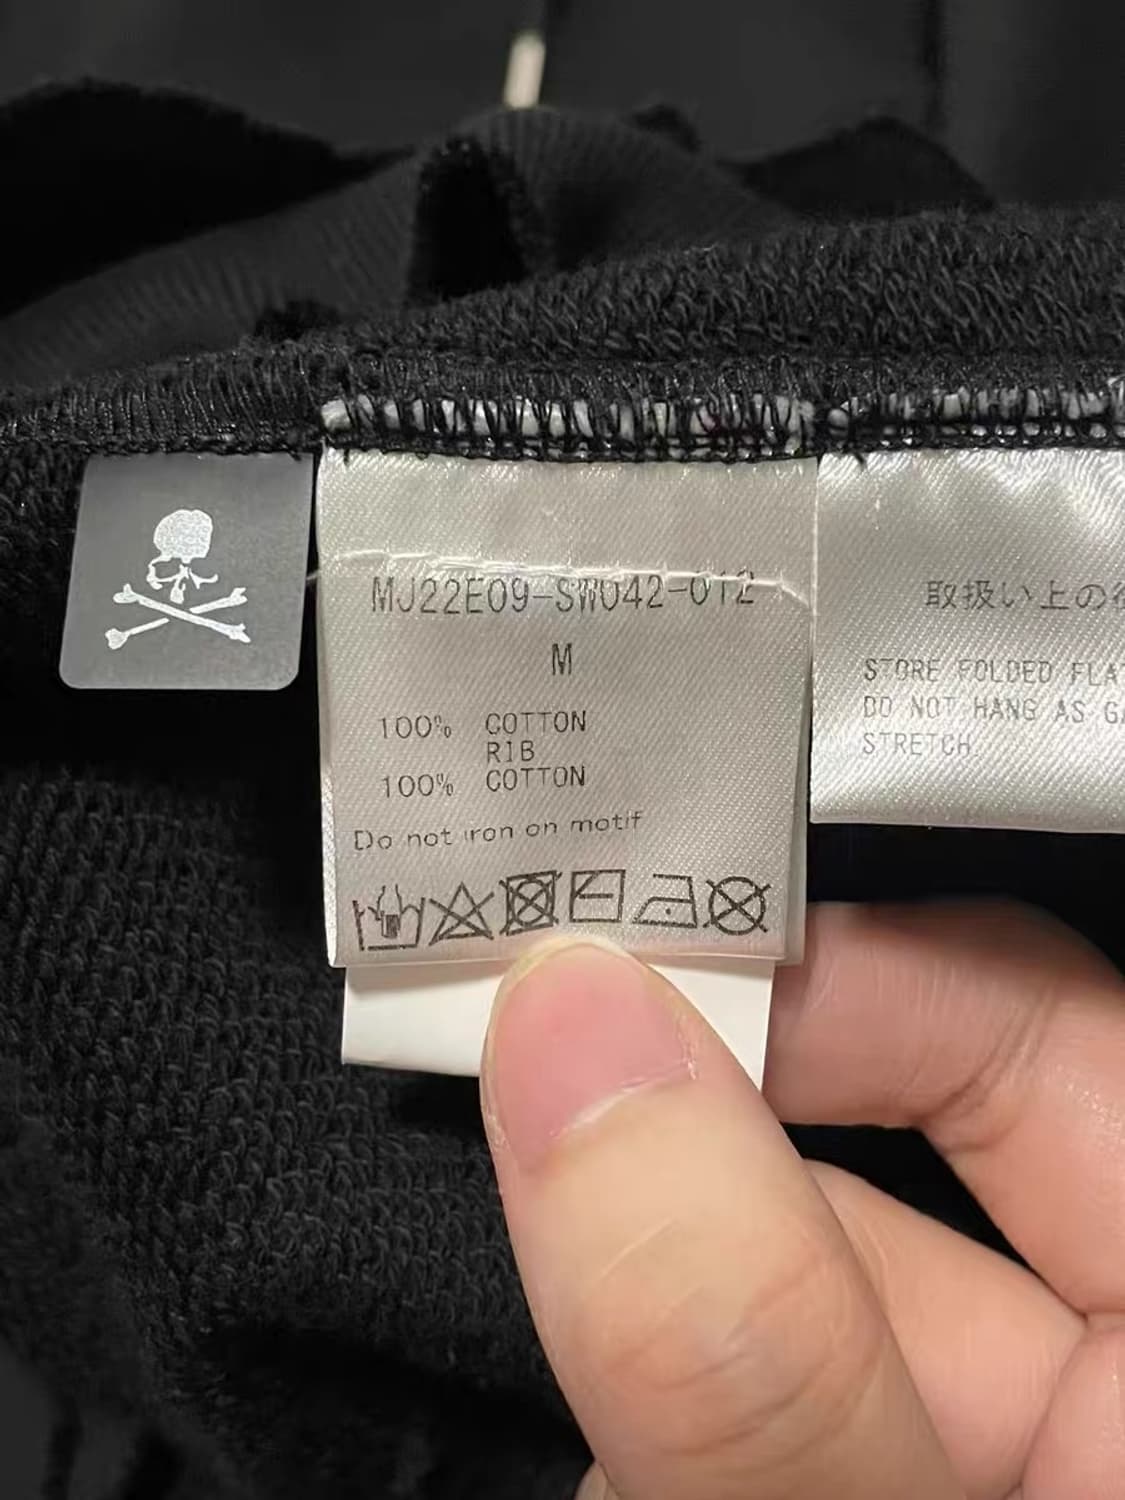 MJ22E09-SW042-012
M
100% COTTON
RIB
100% COTTON
Do not iron on motif
取扱い上の
STORE FOLDED FLA
DO NOT HANG AS
STRETCH